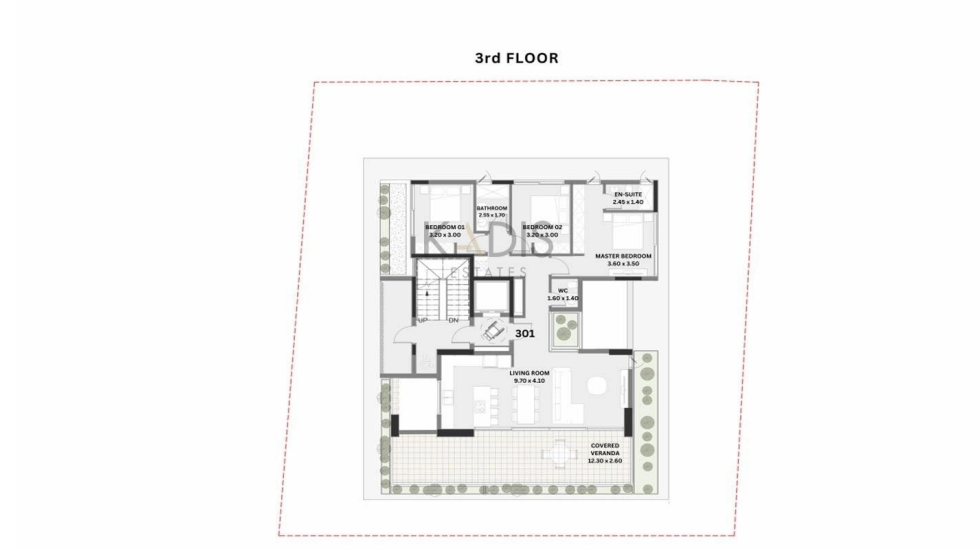 3rd FLOOR
EN-SUITE
2.45 x 1.40
BATHROOM
2.55 x 1.70
BEDROOM 01
3.20 x 3.00
BEDROOM 02
3.20 x 3.00
KADIS
ESTATES
MASTER BEDROOM
3.60 x 3.50
WC
1.60 x 1.40
UP
DN
301
LIVING ROOM
9.70 x 4.10
COVERED
VERANDA
12.30 x 2.60